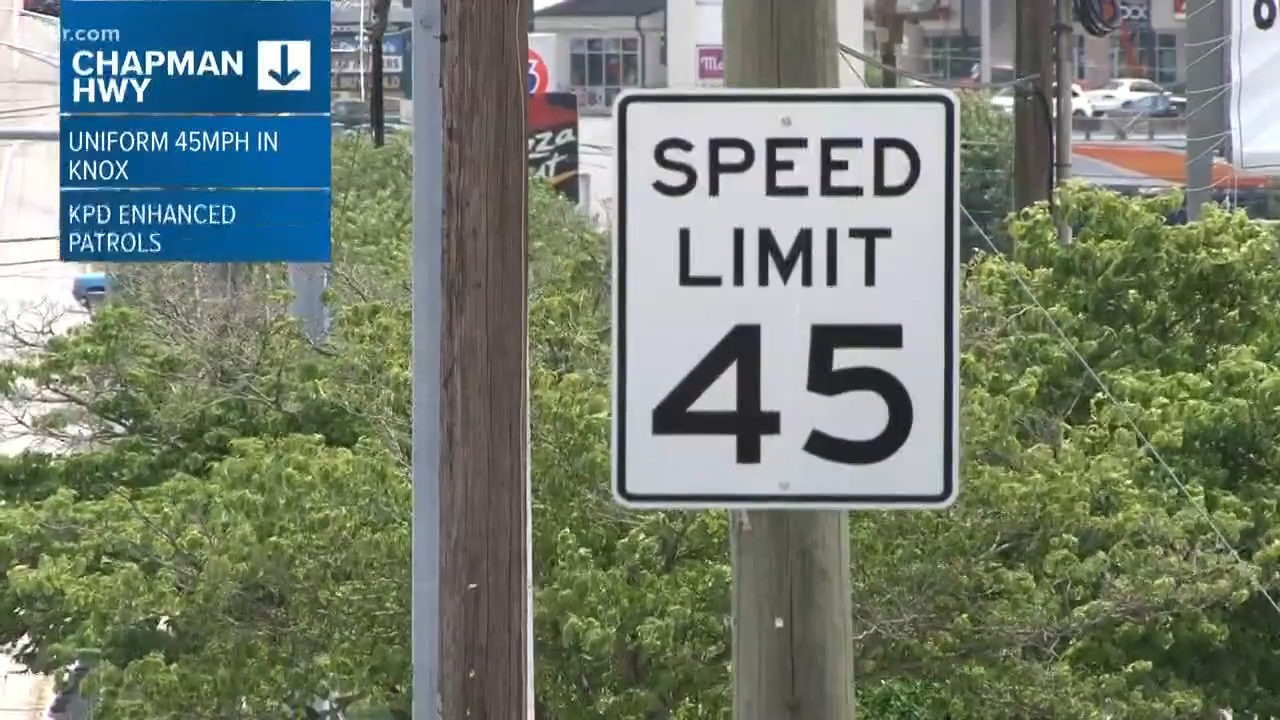 r.com
CHAPMAN
HWY
UNIFORM 45MPH IN
KNOX
KPD ENHANCED
PATROLS
SPEED
LIMIT
45